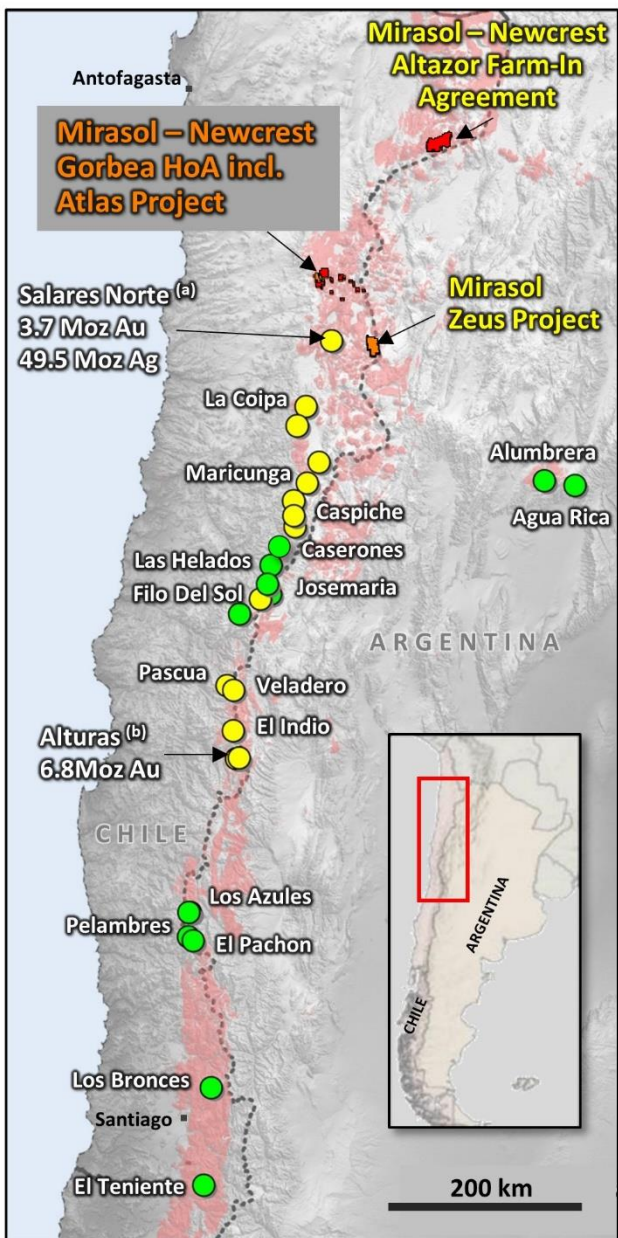 Mirasol – Newcrest
Altazor Farm-In
Agreement
Antofagasta
Mirasol – Newcrest
Gorbea HoA incl.
Atlas Project
Salares Norte (a)
3.7 Moz Au
49.5 Moz Ag
Mirasol
Zeus Project
La Coipa
Maricunga
Alumbrera
Agua Rica
Caspiche
Caserones
Las Helados
Josemaria
Filo Del Sol
ARGENTINA
Pascua
Veladero
El Indio
Alturas (b)
6.8Moz Au
CHILE
Los Azules
Pelambres
El Pachon
Los Bronces
Santiago
El Teniente
ARGENTINA
CHILE
200 km